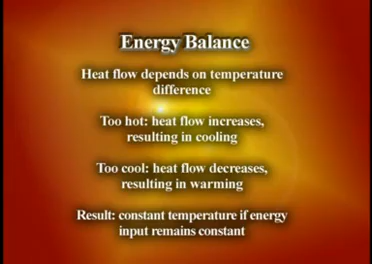 Energy Balance
Heat flow depends on temperature
difference
Too hot: heat flow increases,
resulting in cooling
Too cool: heat flow decreases,
resulting in warming
Result: constant temperature if energy
input remains constant